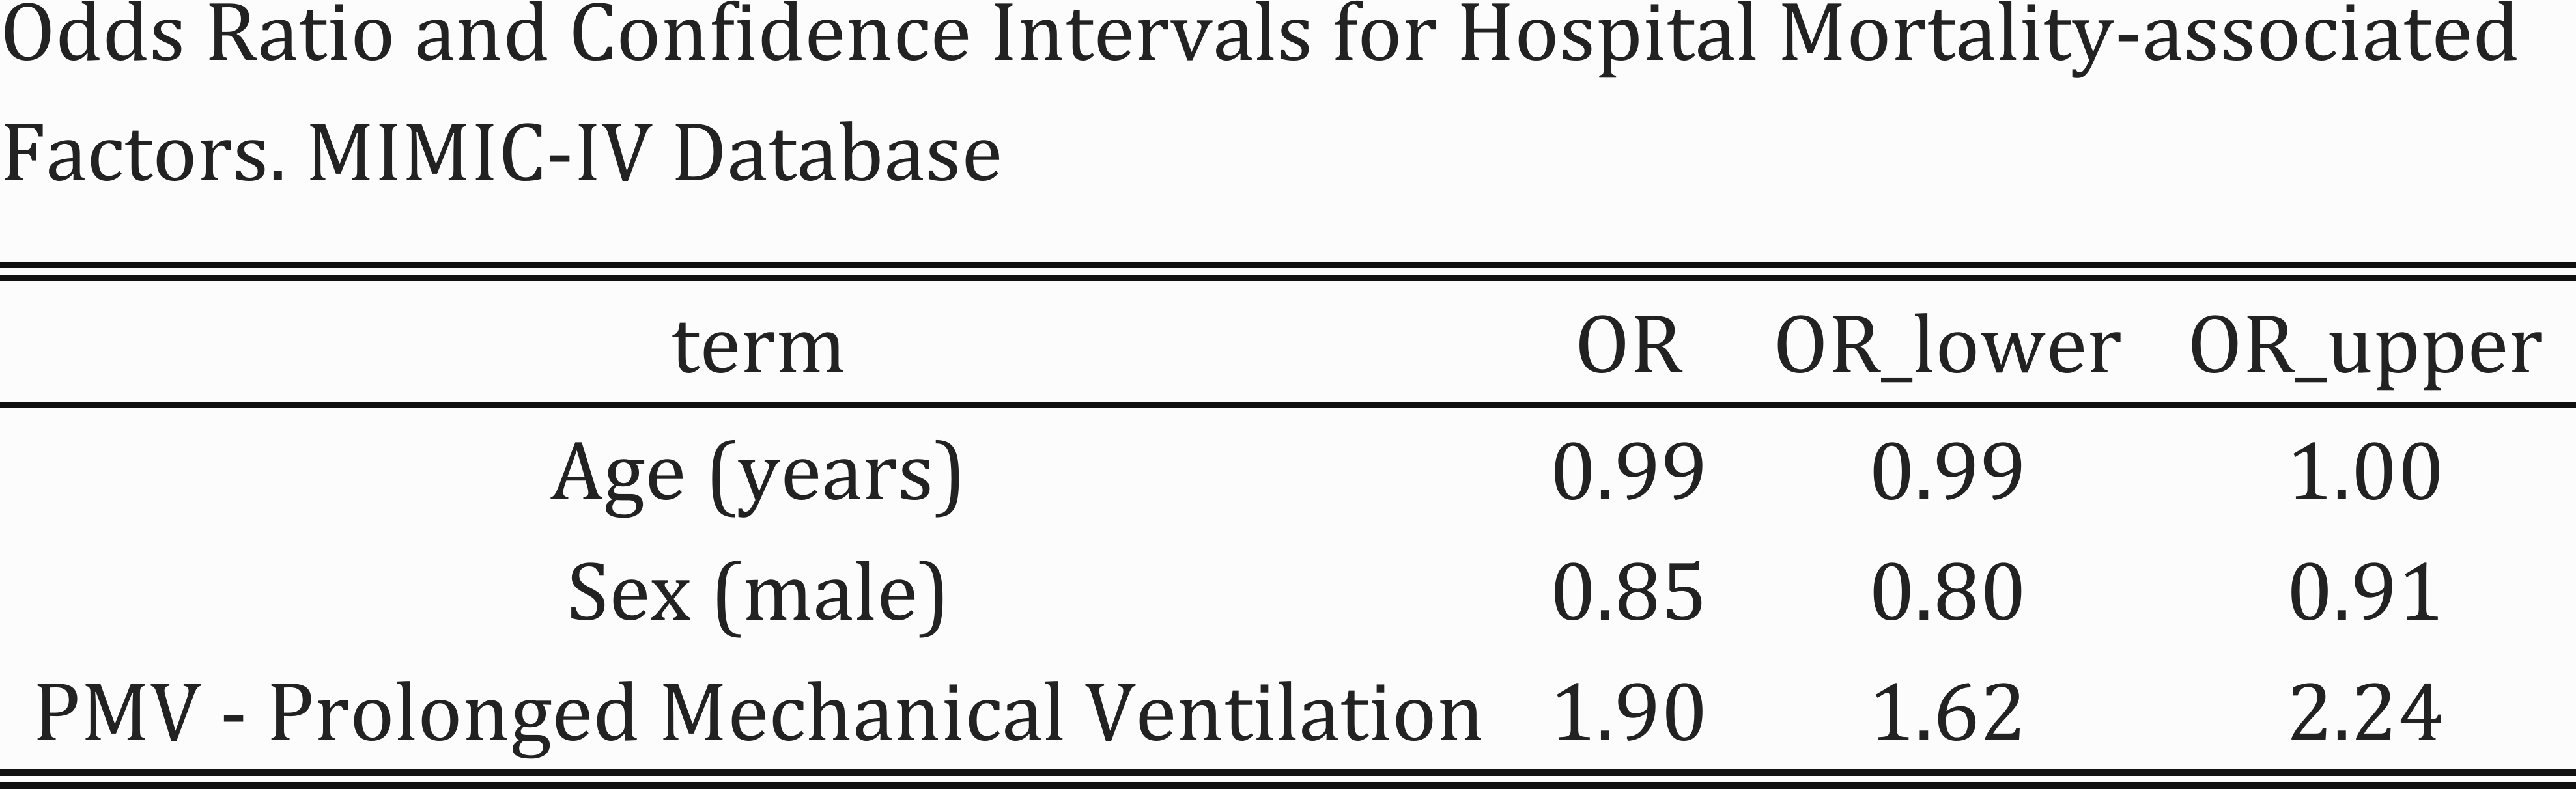 Odds Ratio and Confidence Intervals for Hospital Mortality-associated
Factors. MIMIC-IV Database
term OR OR_lower OR_upper
Age (years) 0.99 0.99 1.00
Sex (male) 0.85 0.80 0.91
PMV - Prolonged Mechanical Ventilation 1.90 1.62 2.24